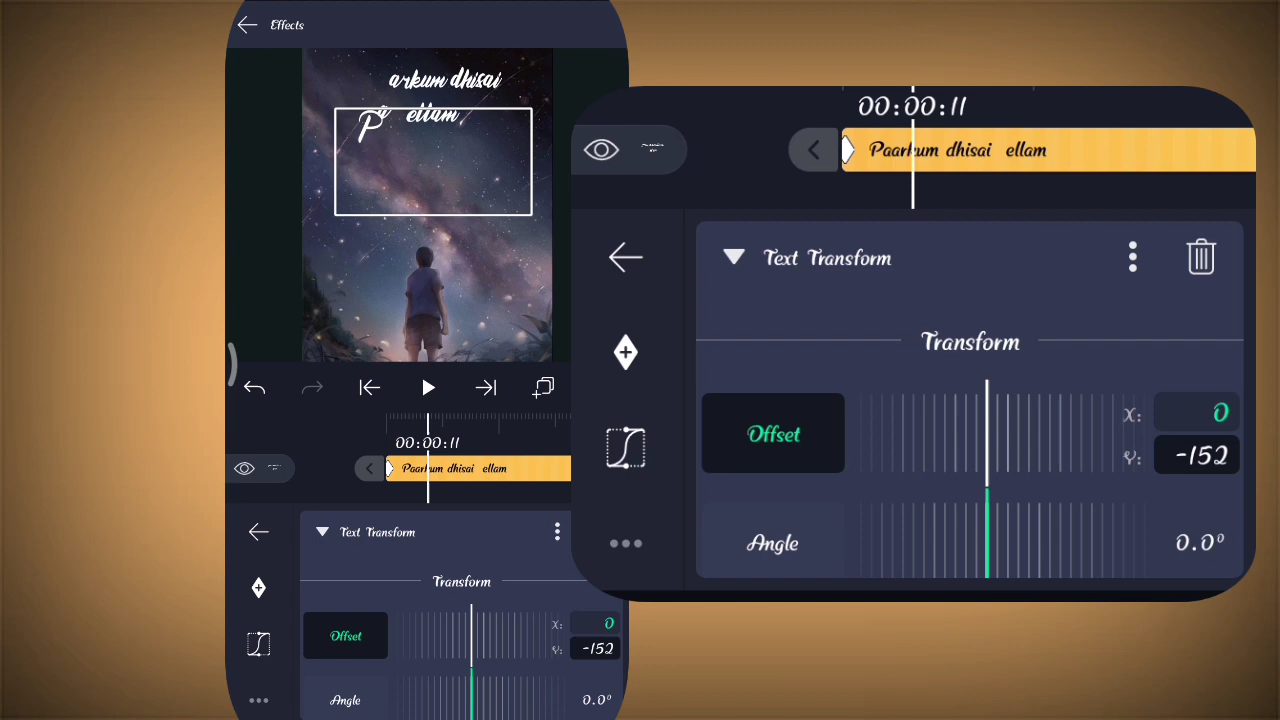 Effects
arkum dhisai
P ellam
00:00:11
Paarkum dhisai ellam
Text Transform
Transform
Offset
X: 0
Y: -152
Angle
0.0°
00:00:11
Paarkum dhisai ellam
Text Transform
Transform
Offset
X: 0
Y: -152
Angle
0.0°